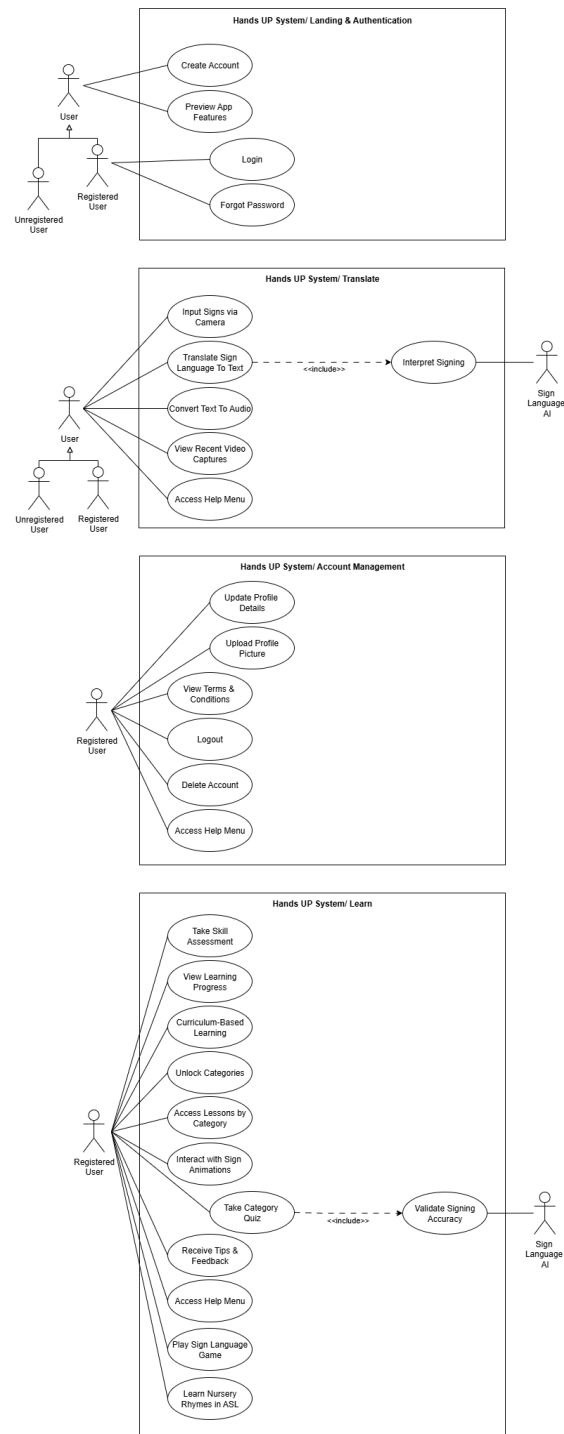 Hands UP System/ Landing & Authentication
Create Account
User
Preview App
Features
Login
Registered
User
Forgot Password
Unregistered
User
Hands UP System/ Translate
Input Signs via
Camera
Translate Sign
Language To Text
<<include>>
Interpret Signing
Sign
Language
AI
User
Convert Text To Audio
View Recent Video
Captures
Unregistered
User
Registered
User
Access Help Menu
Hands UP System/ Account Management
Update Profile
Details
Upload Profile
Picture
View Terms &
Conditions
Registered
User
Logout
Delete Account
Access Help Menu
Hands UP System/ Learn
Take Skill
Assessment
View Learning
Progress
Curriculum-Based
Learning
Unlock Categories
Access Lessons by
Category
Registered
User
Interact with Sign
Animations
Take Category
Quiz
<<include>>
Validate Signing
Accuracy
Sign
Language
AI
Receive Tips &
Feedback
Access Help Menu
Play Sign Language
Game
Learn Nursery
Rhymes in ASL